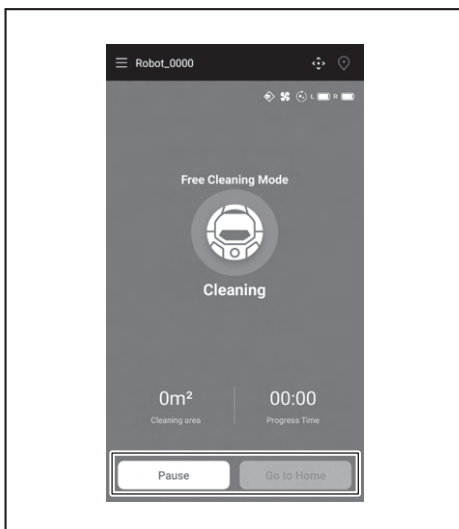 Robot_0000
L R
Free Cleaning Mode
Cleaning
0m² 00:00
Cleaning area Progress Time
Pause Go to Home